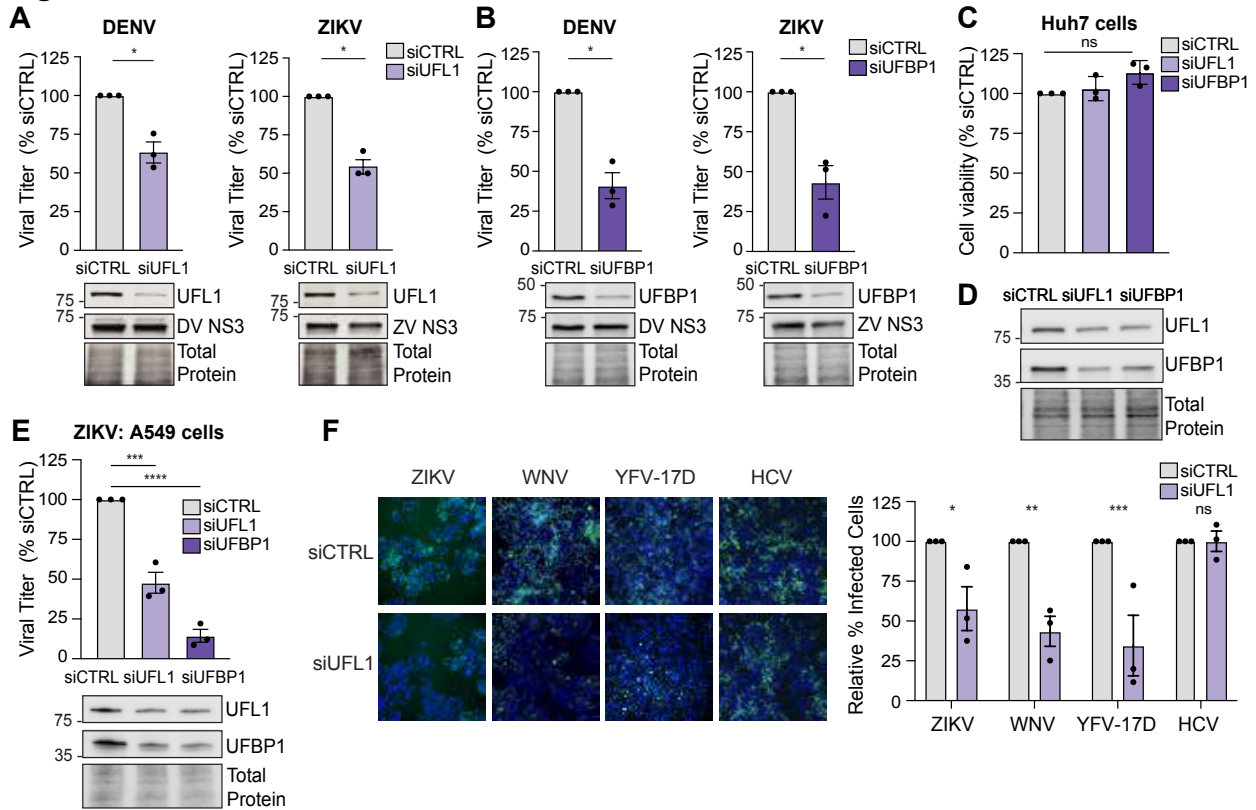 A
DENV
ZIKV
Viral Titer (% siCTRL)
100
75
50
25
0
*
siCTRL siUFL1
75
UFL1
75
DV NS3
Total
Protein
Viral Titer (% siCTRL)
100
75
50
25
0
*
siCTRL
siUFL1
siCTRL siUFL1
75
UFL1
75
ZV NS3
Total
Protein
B
DENV
ZIKV
Viral Titer (% siCTRL)
125
100
75
50
25
0
*
siCTRL siUFBP1
50
UFBP1
75
DV NS3
Total
Protein
Viral Titer (% siCTRL)
125
100
75
50
25
0
*
siCTRL
siUFBP1
siCTRL siUFBP1
50
UFBP1
75
ZV NS3
Total
Protein
C
Huh7 cells
Cell viability (% siCTRL)
125
100
75
50
25
0
ns
siCTRL
siUFL1
siUFBP1
D
siCTRL siUFL1 siUFBP1
75
UFL1
35
UFBP1
Total
Protein
E
ZIKV: A549 cells
Viral Titer (% siCTRL)
125
100
75
50
25
0
***
****
siCTRL
siUFL1
siUFBP1
siCTRL siUFL1 siUFBP1
75
UFL1
35
UFBP1
Total
Protein
F
ZIKV WNV YFV-17D HCV
siCTRL
siUFL1
siCTRL
siUFL1
Relative % Infected Cells
125
100
75
50
25
0
* ** *** ns
ZIKV WNV YFV-17D HCV